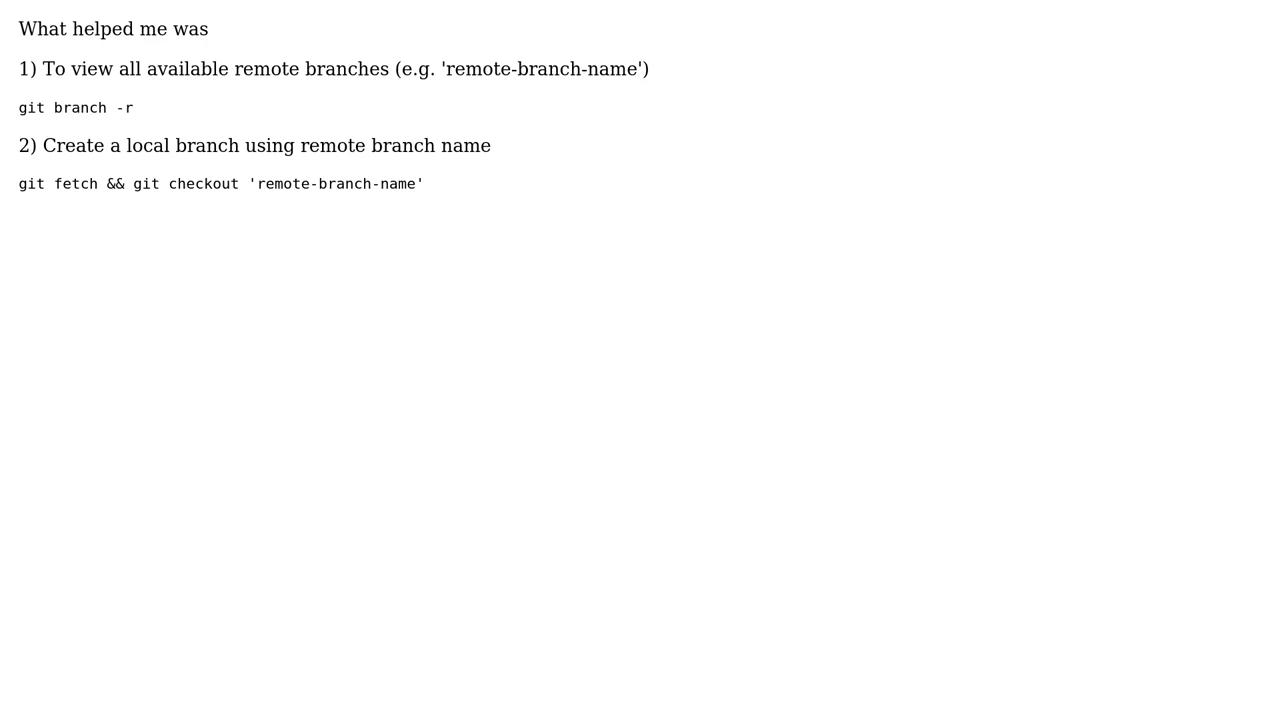 What helped me was
1) To view all available remote branches (e.g. 'remote-branch-name')
git branch -r
2) Create a local branch using remote branch name
git fetch && git checkout 'remote-branch-name'